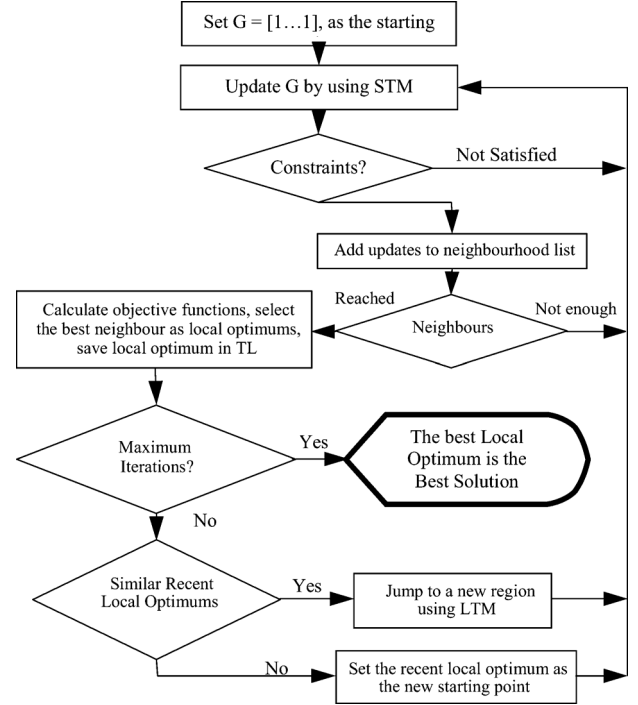 Set G = [1…1], as the starting
Update G by using STM
Constraints?
Not Satisfied
Add updates to neighbourhood list
Reached
Neighbours
Not enough
Calculate objective functions, select
the best neighbour as local optimums,
save local optimum in TL
Maximum
Iterations?
Yes
The best Local
Optimum is the
Best Solution
No
Similar Recent
Local Optimums
Yes
Jump to a new region
using LTM
No
Set the recent local optimum as
the new starting point